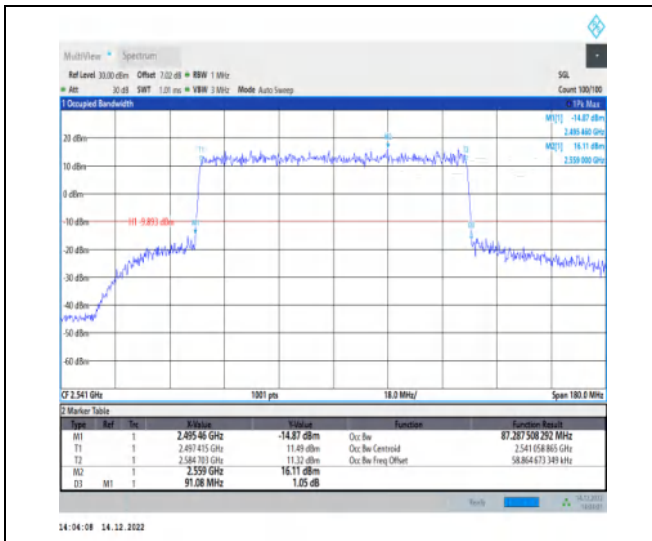 MultiView Spectrum
Ref Level 30.00 dBm Offset 7.02 dB RBW 1 MHz SGL
Att 30 dB SWT 1.01 ms VBW 3 MHz Mode Auto Sweep Count 100/100
1 Occupied Bandwidth 1Pk Max
M1[1] -14.87 dBm
2.495 460 GHz
M2[1] 16.11 dBm
2.559 000 GHz
20 dBm
T1 M2 T2
10 dBm
0 dBm
-10 dBm
H1 -9.893 dBm
M1 D3
-20 dBm
-30 dBm
-40 dBm
-50 dBm
-60 dBm
CF 2.541 GHz 1001 pts 18.0 MHz/ Span 180.0 MHz
2 Marker Table
Type Ref Trc X-Value Y-Value Function Function Result
M1 1 2.495 46 GHz -14.87 dBm Occ Bw 87.287 508 292 MHz
T1 1 2.497 415 GHz 11.49 dBm Occ Bw Centroid 2.541 058 865 GHz
T2 1 2.584 703 GHz 11.32 dBm Occ Bw Freq Offset 58.864 673 349 kHz
M2 1 2.559 GHz 16.11 dBm
D3 M1 1 91.08 MHz 1.05 dB
Ready 14.12.2022
14:04:08 14.12.2022